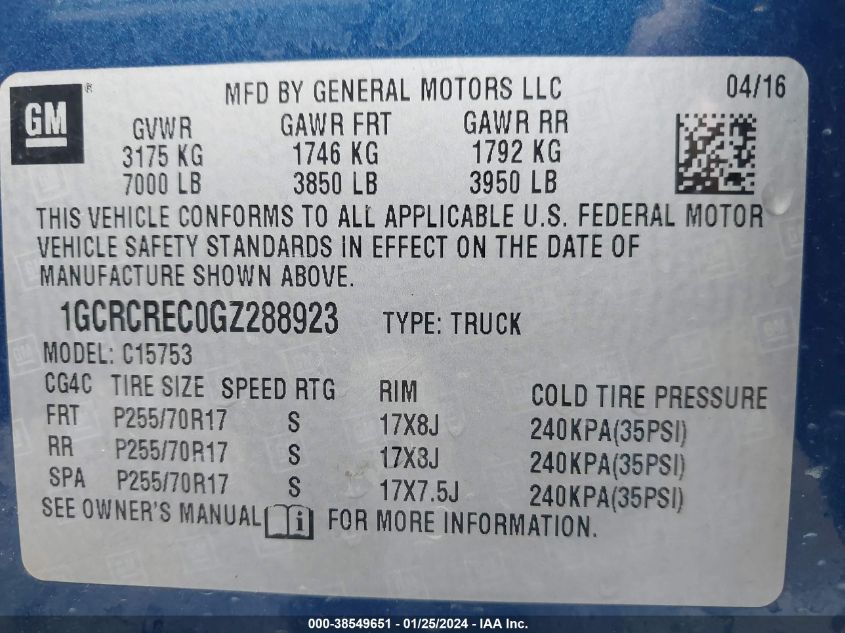 GM ®
MFD BY GENERAL MOTORS LLC 04/16
GVWR GAWR FRT GAWR RR
3175 KG 1746 KG 1792 KG
7000 LB 3850 LB 3950 LB
THIS VEHICLE CONFORMS TO ALL APPLICABLE U.S. FEDERAL MOTOR
VEHICLE SAFETY STANDARDS IN EFFECT ON THE DATE OF
MANUFACTURE SHOWN ABOVE.
1GCRCREC0GZ288923 TYPE: TRUCK
MODEL: C15753
CG4C TIRE SIZE SPEED RTG RIM COLD TIRE PRESSURE
FRT P255/70R17 S 17X8J 240KPA(35PSI)
RR P255/70R17 S 17X8J 240KPA(35PSI)
SPA P255/70R17 S 17X7.5J 240KPA(35PSI)
SEE OWNER'S MANUAL i FOR MORE INFORMATION.
000-38549651 - 01/25/2024 - IAAI, Inc.